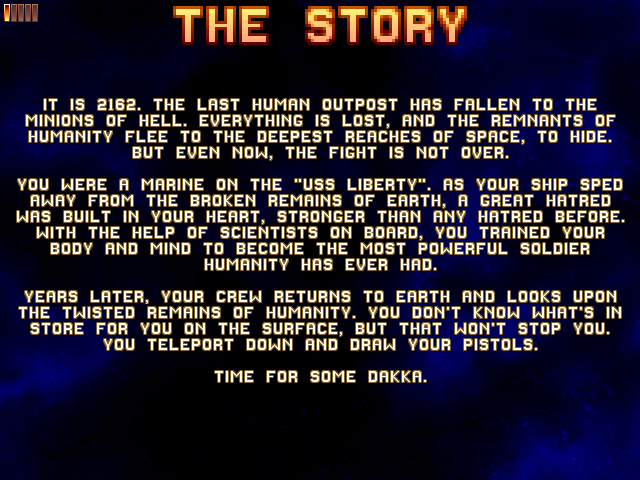 THE STORY
IT IS 2162. THE LAST HUMAN OUTPOST HAS FALLEN TO THE
MINIONS OF HELL. EVERYTHING IS LOST, AND THE REMNANTS OF
HUMANITY FLEE TO THE DEEPEST REACHES OF SPACE, TO HIDE.
BUT EVEN NOW, THE FIGHT IS NOT OVER.
YOU WERE A MARINE ON THE "USS LIBERTY". AS YOUR SHIP SPED
AWAY FROM THE BROKEN REMAINS OF EARTH, A GREAT HATRED
WAS BUILT IN YOUR HEART, STRONGER THAN ANY HATRED BEFORE.
WITH THE HELP OF SCIENTISTS ON BOARD, YOU TRAINED YOUR
BODY AND MIND TO BECOME THE MOST POWERFUL SOLDIER
HUMANITY HAS EVER HAD.
YEARS LATER, YOUR CREW RETURNS TO EARTH AND LOOKS UPON
THE TWISTED REMAINS OF HUMANITY. YOU DON'T KNOW WHAT'S IN
STORE FOR YOU ON THE SURFACE, BUT THAT WON'T STOP YOU.
YOU TELEPORT DOWN AND DRAW YOUR PISTOLS.
TIME FOR SOME DAKKA.